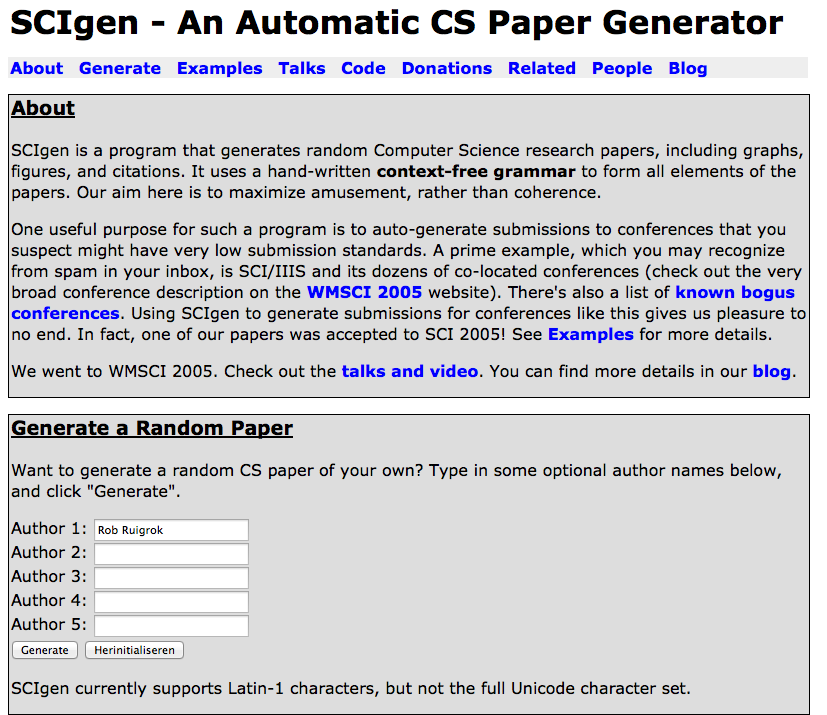 SCIgen - An Automatic CS Paper Generator
About Generate Examples Talks Code Donations Related People Blog
About
SCIgen is a program that generates random Computer Science research papers, including graphs,
figures, and citations. It uses a hand-written context-free grammar to form all elements of the
papers. Our aim here is to maximize amusement, rather than coherence.
One useful purpose for such a program is to auto-generate submissions to conferences that you
suspect might have very low submission standards. A prime example, which you may recognize
from spam in your inbox, is SCI/IIIS and its dozens of co-located conferences (check out the very
broad conference description on the WMSCI 2005 website). There's also a list of known bogus
conferences. Using SCIgen to generate submissions for conferences like this gives us pleasure to
no end. In fact, one of our papers was accepted to SCI 2005! See Examples for more details.
We went to WMSCI 2005. Check out the talks and video. You can find more details in our blog.
Generate a Random Paper
Want to generate a random CS paper of your own? Type in some optional author names below,
and click "Generate".
Author 1: Rob Ruigrok
Author 2:
Author 3:
Author 4:
Author 5:
Generate Herinitialiseren
SCIgen currently supports Latin-1 characters, but not the full Unicode character set.